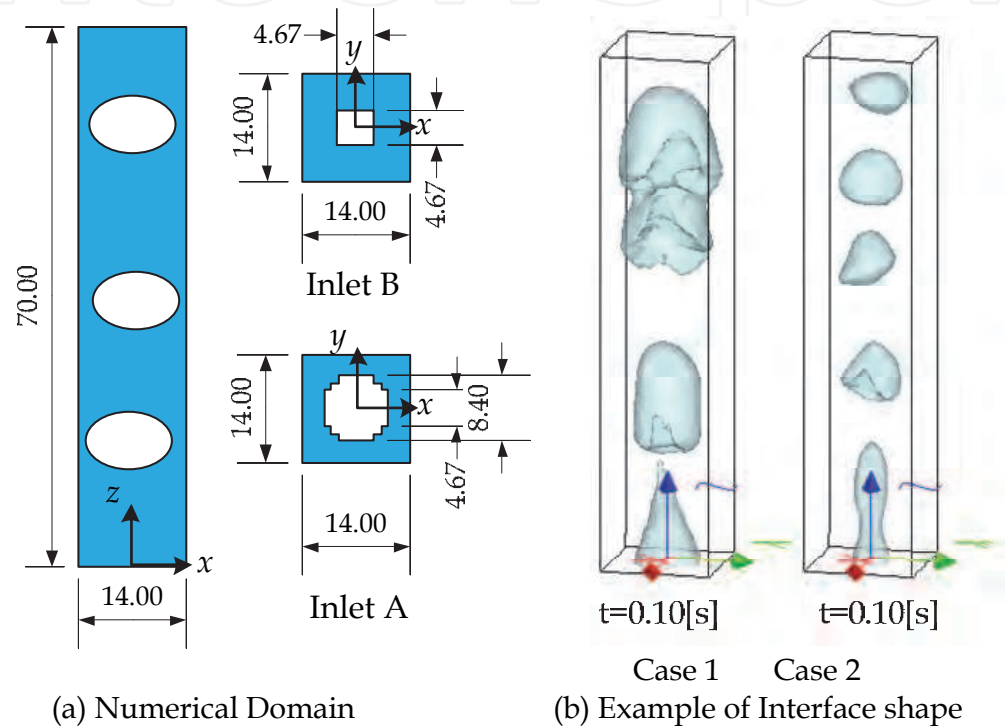 4.67
y
x
14.00
4.67
14.00
Inlet B
70.00
y
x
14.00
8.40
4.67
14.00
Inlet A
z
x
14.00
t=0.10[s]
t=0.10[s]
Case 1
Case 2
(a) Numerical Domain
(b) Example of Interface shape